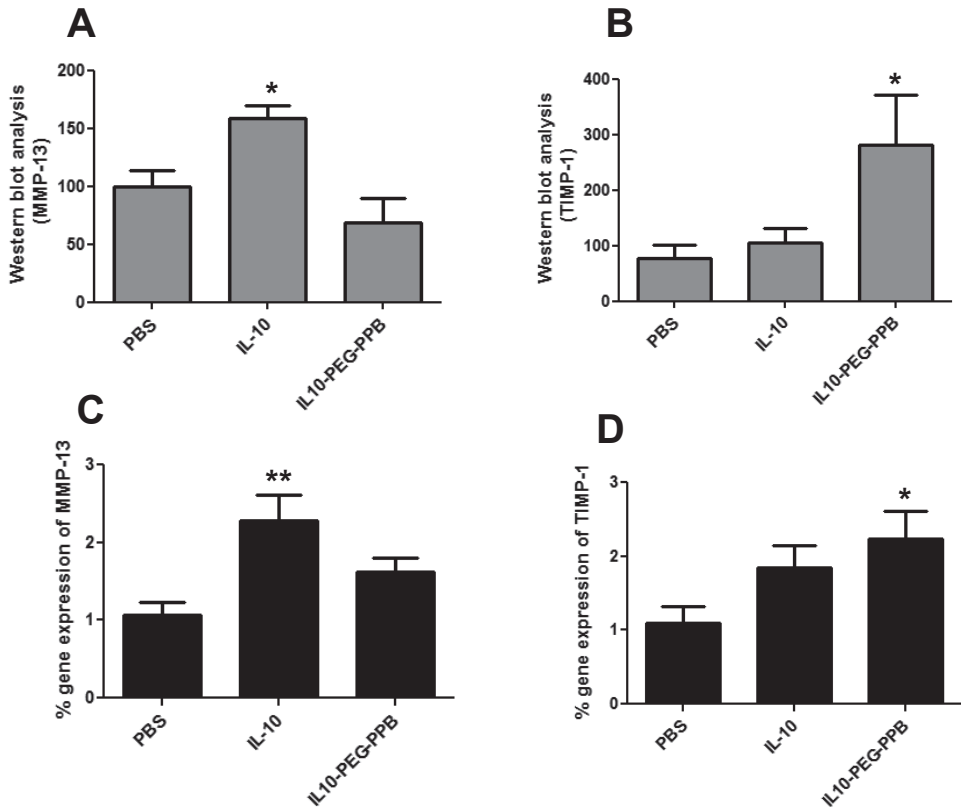 A
Western blot analysis
(MMP-13)
200
150
100
50
0
*
PBS
IL-10
IL10-PEG-PPB
B
Western blot analysis
(TIMP-1)
400
300
200
100
0
*
PBS
IL-10
IL10-PEG-PPB
C
% gene expression of MMP-13
3
2
1
0
**
PBS
IL-10
IL10-PEG-PPB
D
% gene expression of TIMP-1
3
2
1
0
*
PBS
IL-10
IL10-PEG-PPB